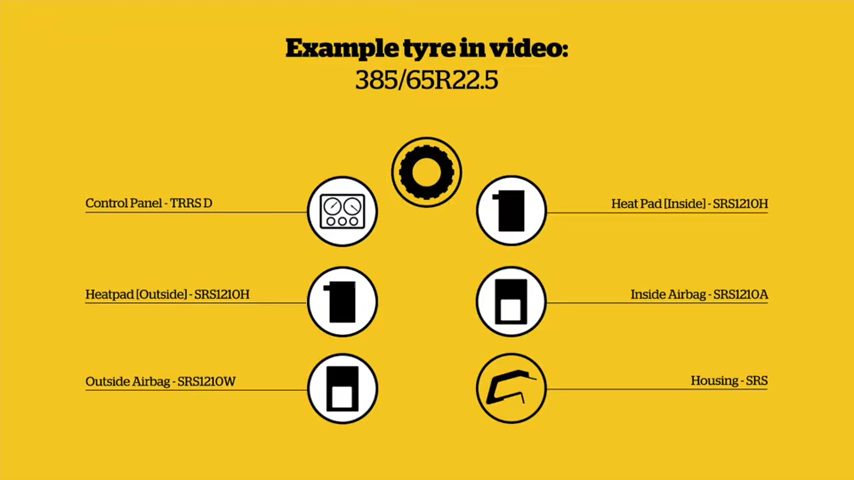 Example tyre in video:
385/65R22.5
Control Panel - TRRS D
Heat Pad [Inside] - SRS1210H
Heatpad [Outside] - SRS1210H
Inside Airbag - SRS1210A
Outside Airbag - SRS1210W
Housing - SRS